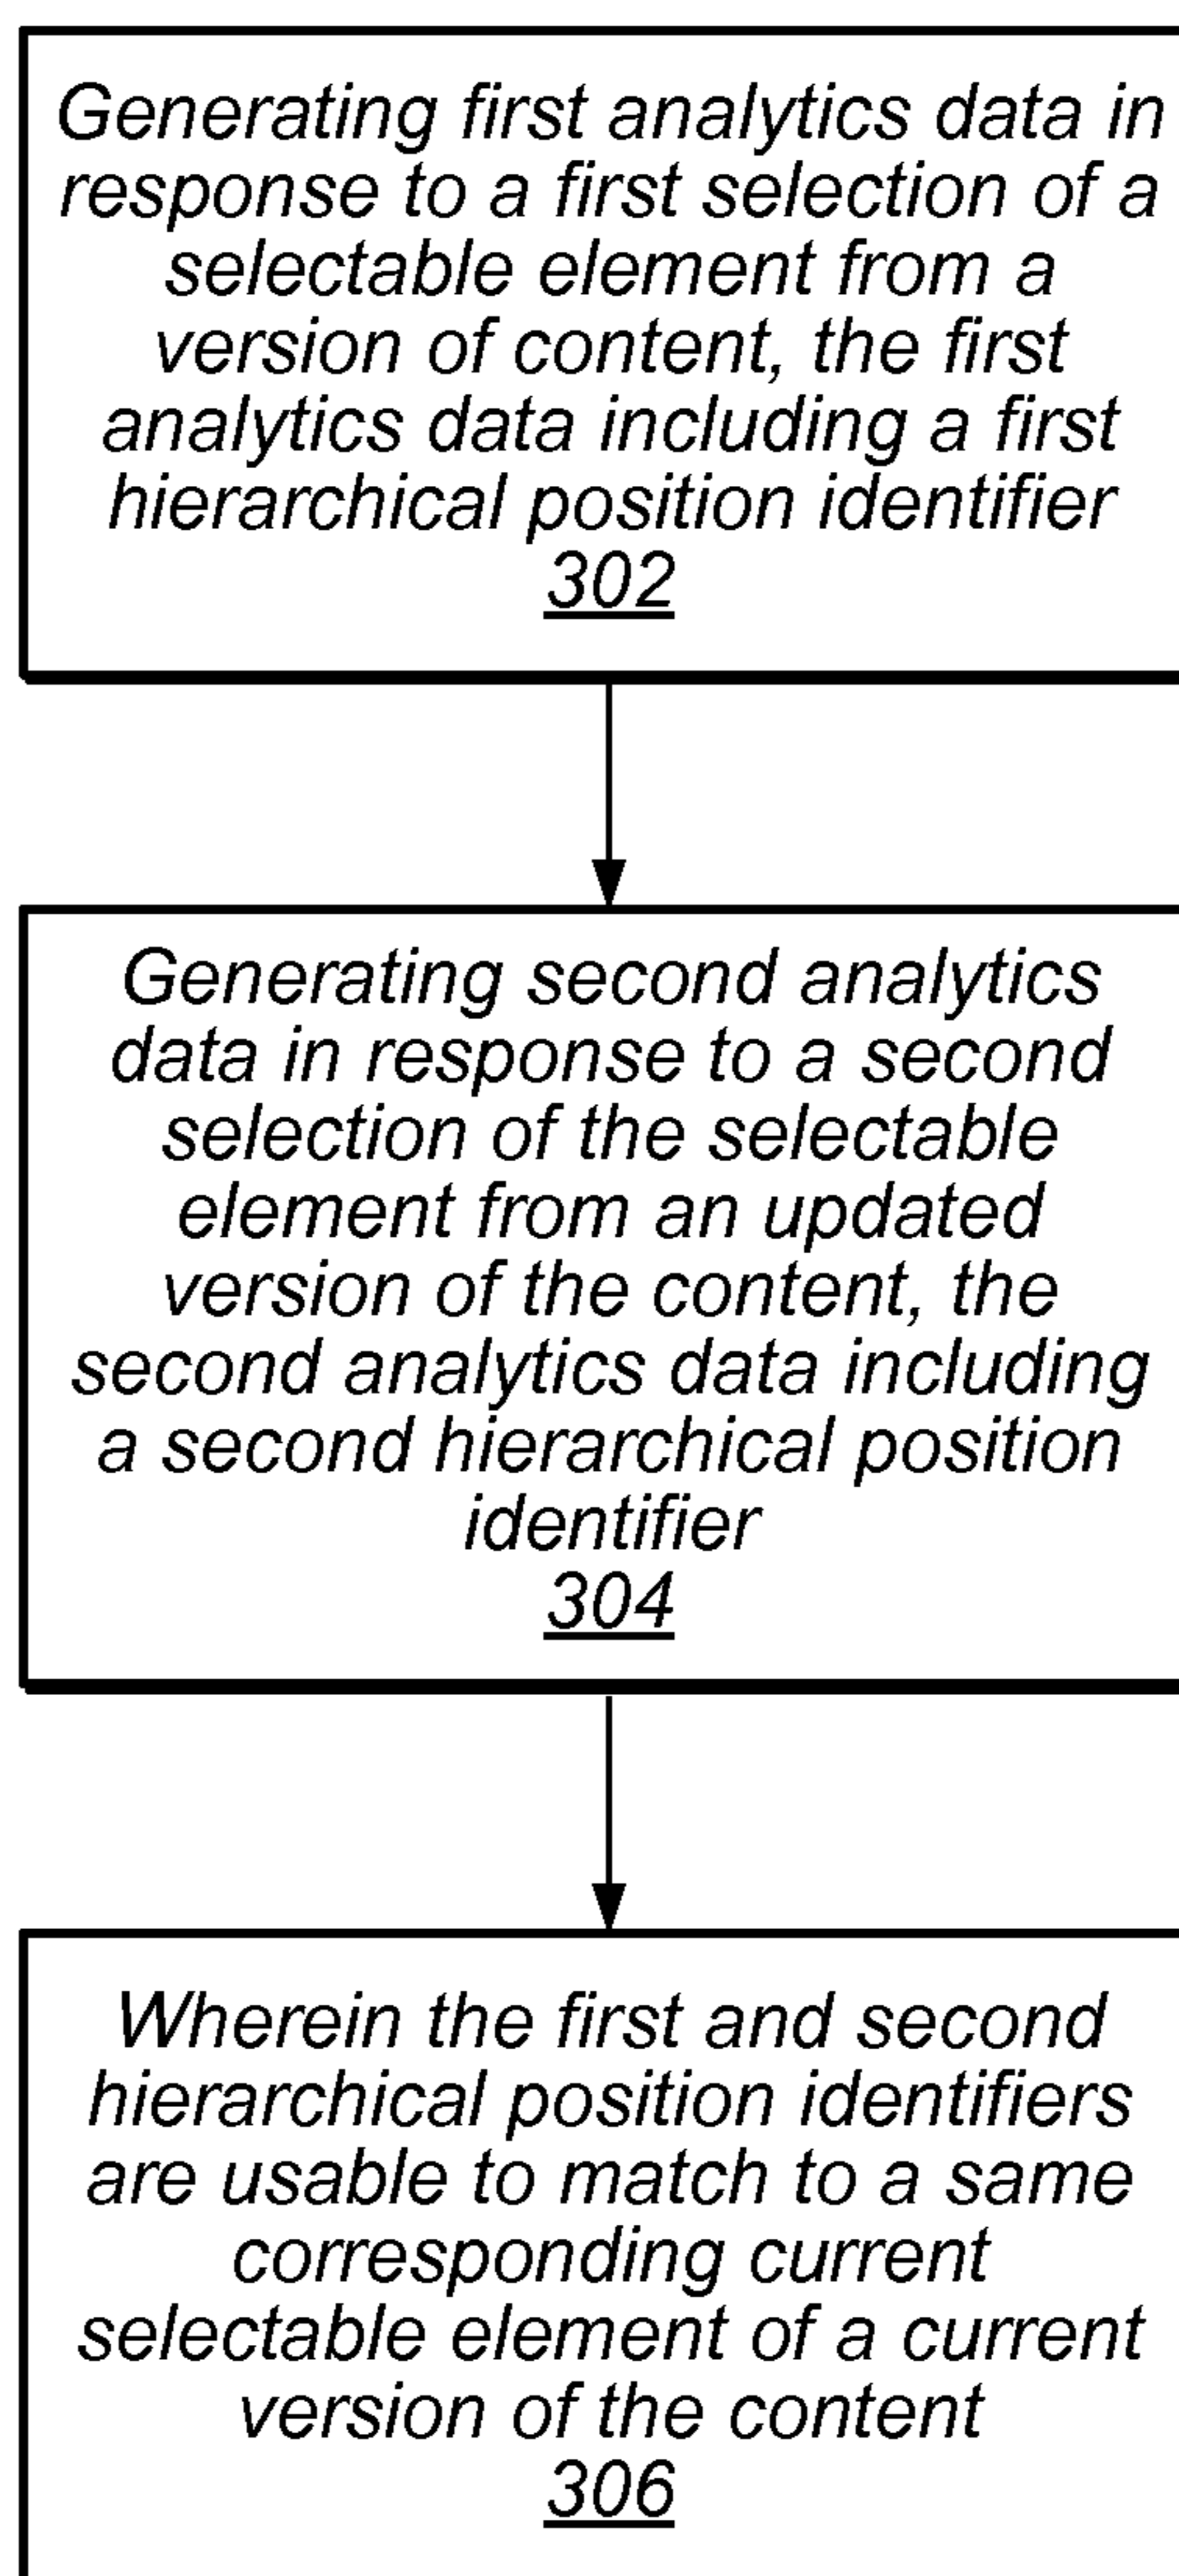 Generating first analytics data in
response to a first selection of a
selectable element from a
version of content, the first
analytics data including a first
hierarchical position identifier
302
Generating second analytics
data in response to a second
selection of the selectable
element from an updated
version of the content, the
second analytics data including
a second hierarchical position
identifier
304
Wherein the first and second
hierarchical position identifiers
are usable to match to a same
corresponding current
selectable element of a current
version of the content
306